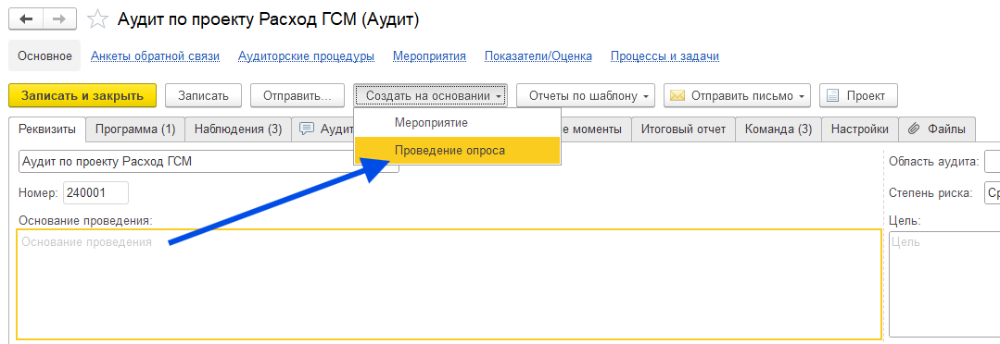 Аудит по проекту Расход ГСМ (Аудит)
Основное Анкеты обратной связи Аудиторские процедуры Мероприятия Показатели/Оценка Процессы и задачи
Записать и закрыть Записать Отправить... Создать на основании Отчеты по шаблону Отправить письмо Проект
Реквизиты Программа (1) Наблюдения (3) Аудит е моменты Итоговый отчет Команда (3) Настройки Файлы
Мероприятие
Проведение опроса
Аудит по проекту Расход ГСМ
Область аудита:
Номер: 240001
Степень риска: Ср
Основание проведения:
Цель:
Основание проведения
Цель